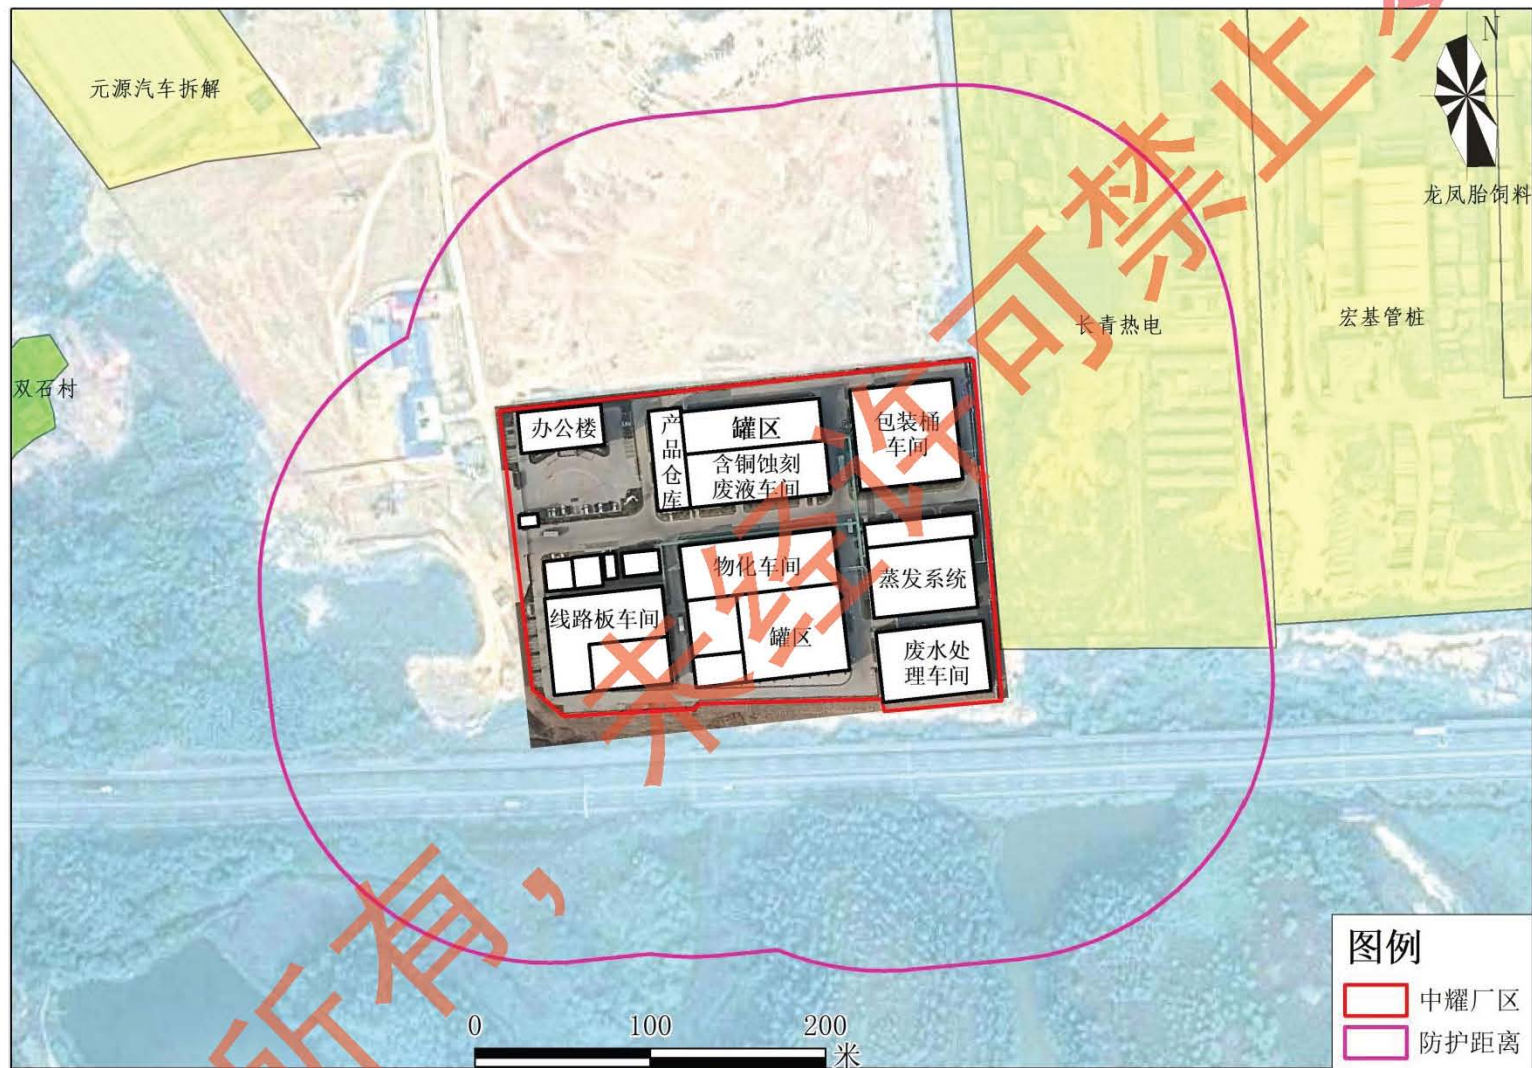 元源汽车拆解
N
龙凤胎饲料
长青热电
宏基管桩
双石村
办公楼
产品仓库
罐区
含铜蚀刻
废液车间
包装桶
车间
物化车间
蒸发系统
线路板车间
罐区
废水处
理车间
所有，未经许可禁止
0 100 200
米
图例
中耀厂区
防护距离